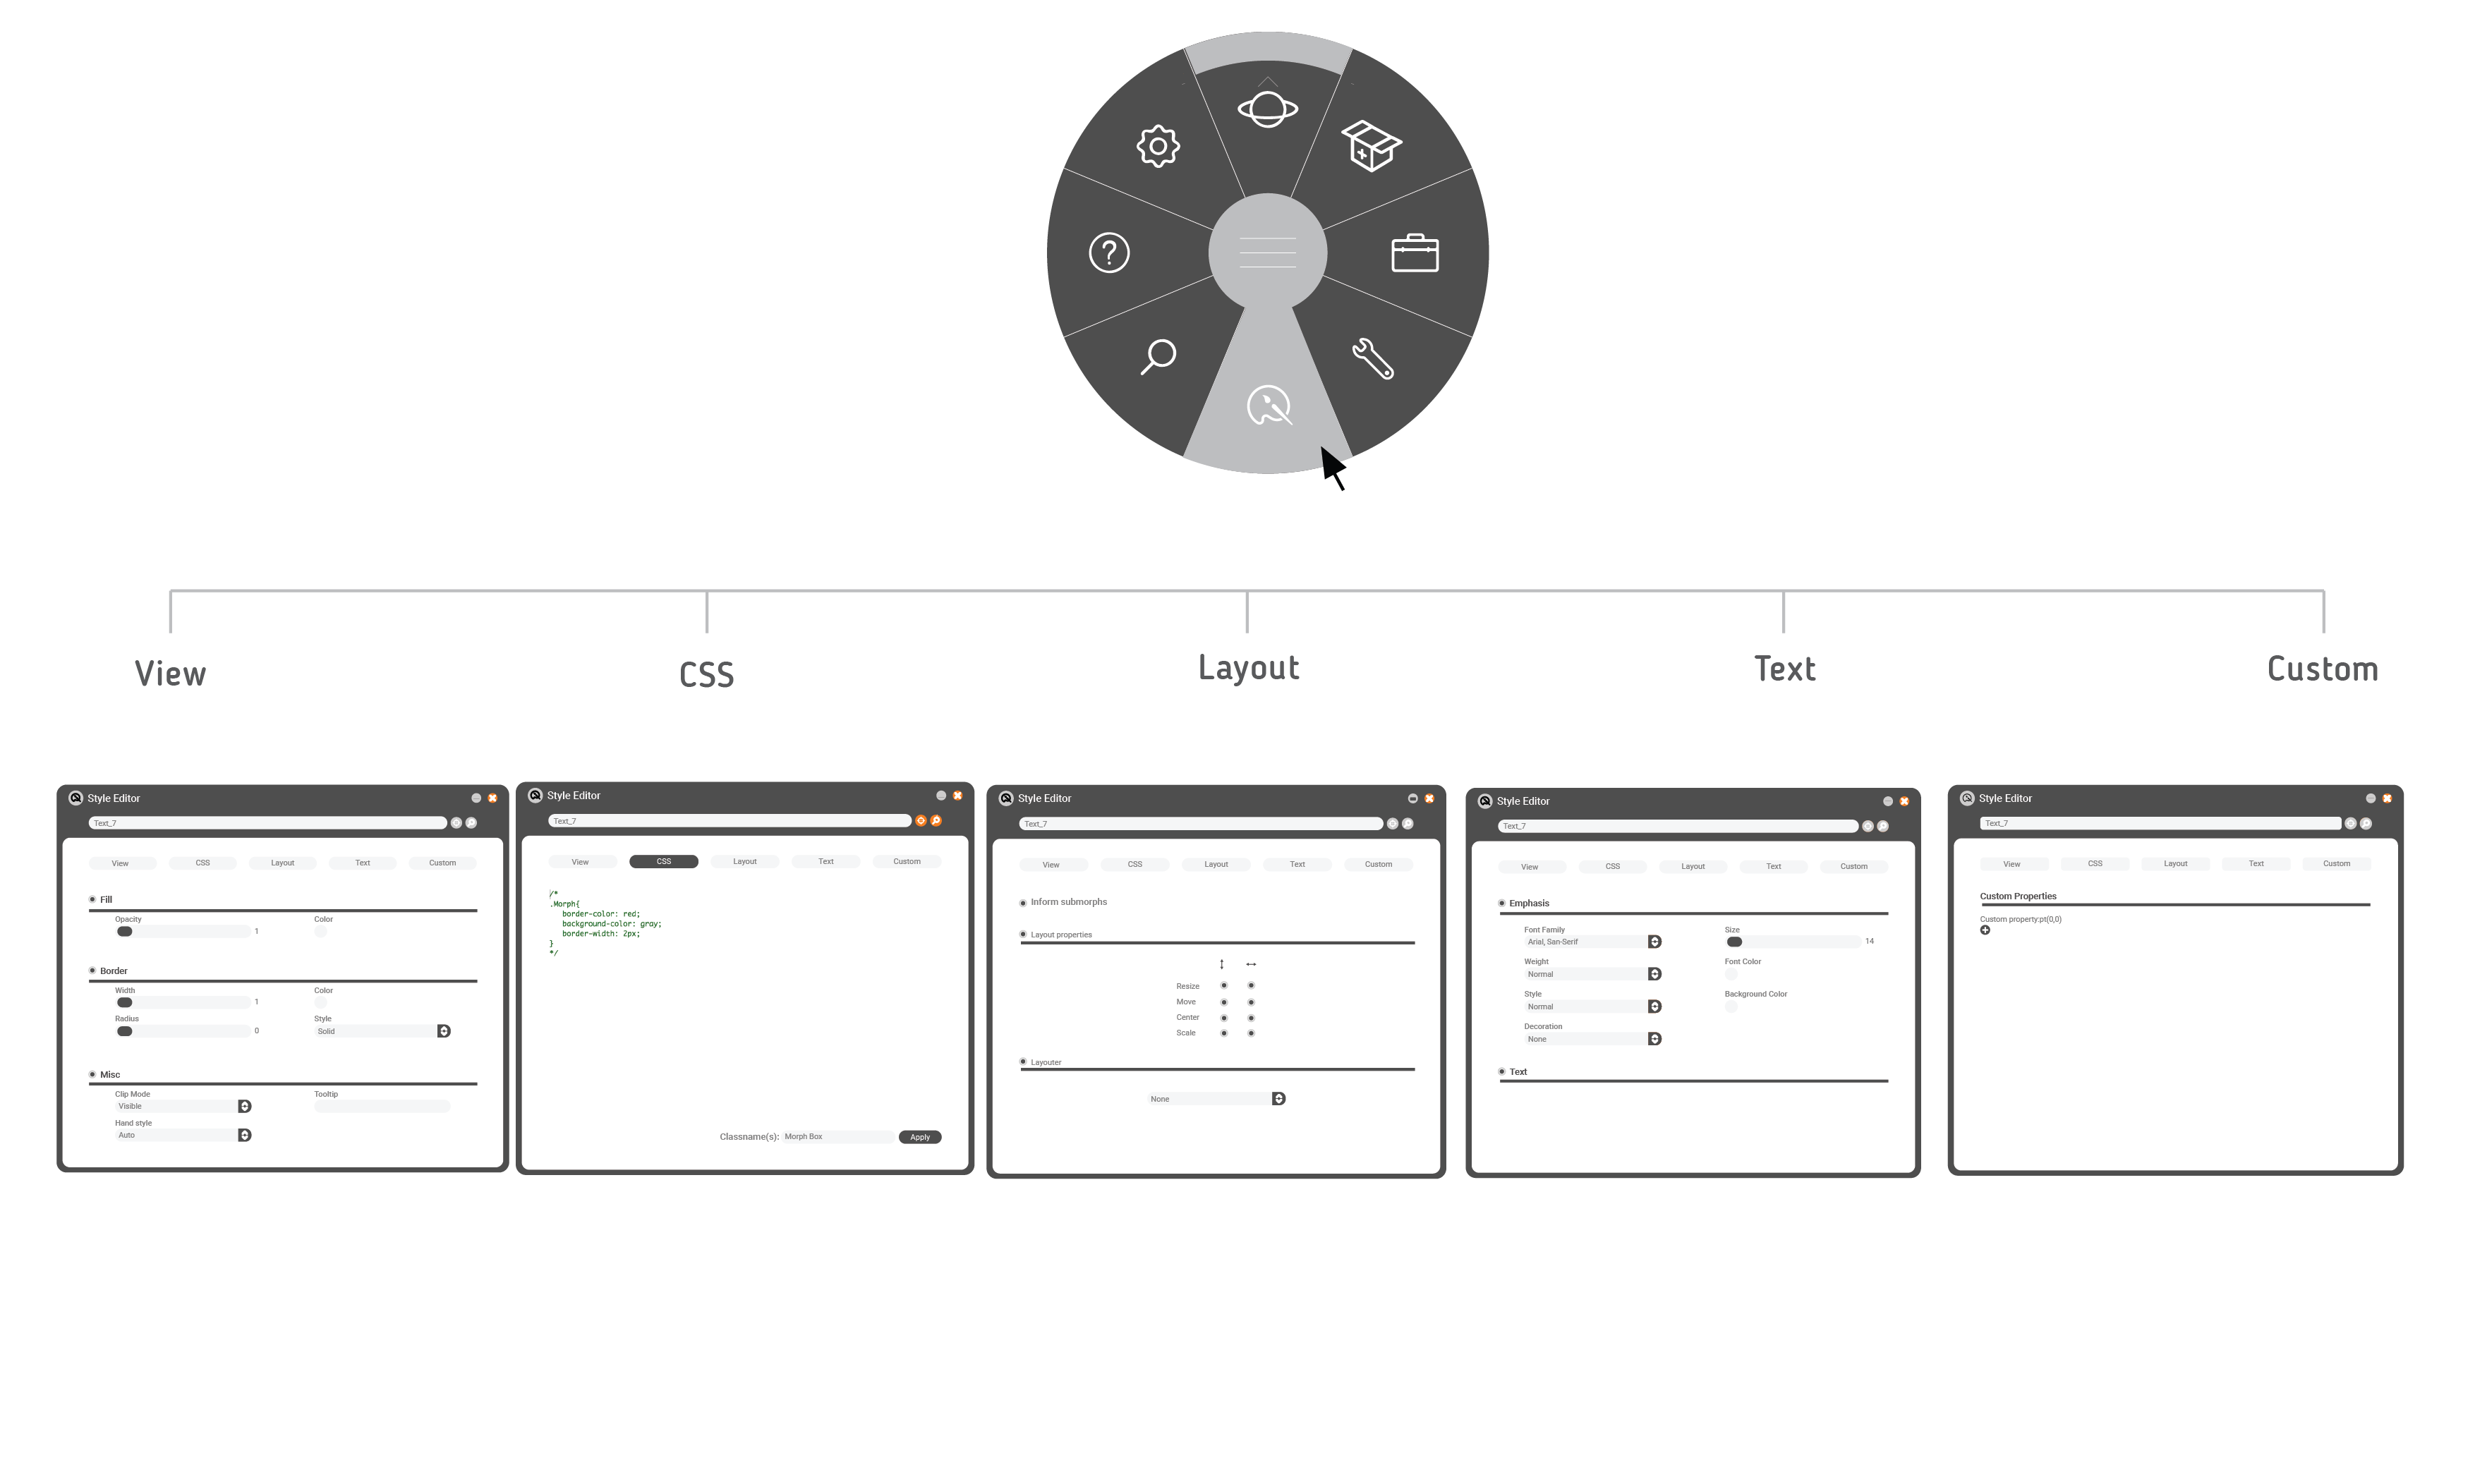 View
CSS
Layout
Text
Custom
Style Editor
Text_7
View CSS Layout Text Custom
Fill
Opacity Color
1
Border
Width Color
1
Radius Style
0 Solid
Misc
Clip Mode Tooltip
Visible
Hand style
Auto
Style Editor
Text_7
View CSS Layout Text Custom
/*
.Morph{
border-color: red;
background-color: gray;
border-width: 2px;
}
*/
Classname(s): Morph Box Apply
Style Editor
Text_7
View CSS Layout Text Custom
Inform submorphs
Layout properties
Resize
Move
Center
Scale
Layouter
None
Style Editor
Text_7
View CSS Layout Text Custom
Emphasis
Font Family Size
Arial, San-Serif 14
Weight Font Color
Normal
Style Background Color
Normal
Decoration
None
Text
Style Editor
Text_7
View CSS Layout Text Custom
Custom Properties
Custom property:pt(0,0)